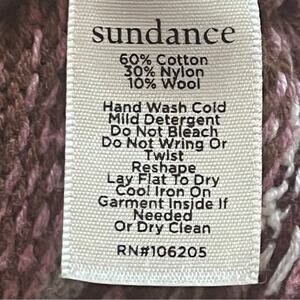 sundance
60% Cotton
30% Nylon
10% Wool
Hand Wash Cold
Mild Detergent
Do Not Bleach
Do Not Wring Or
Twist
Reshape
Lay Flat To Dry
Cool Iron On
Garment Inside If
Needed
Or Dry Clean
RN#106205